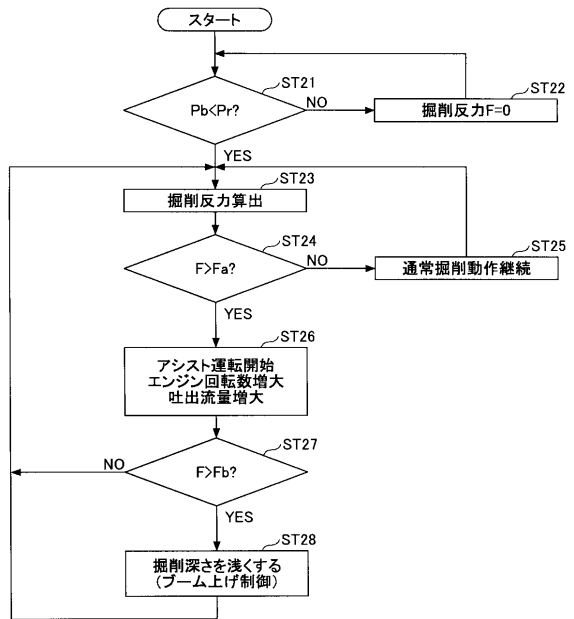 スタート
ST21
Pb<Pr?
NO
ST22
掘削反力F=0
YES
ST23
掘削反力算出
ST24
F>Fa?
NO
ST25
通常掘削動作継続
YES
ST26
アシスト運転開始
エンジン回転数増大
吐出流量増大
ST27
F>Fb?
NO
YES
ST28
掘削深さを浅くする
(ブーム上げ制御)